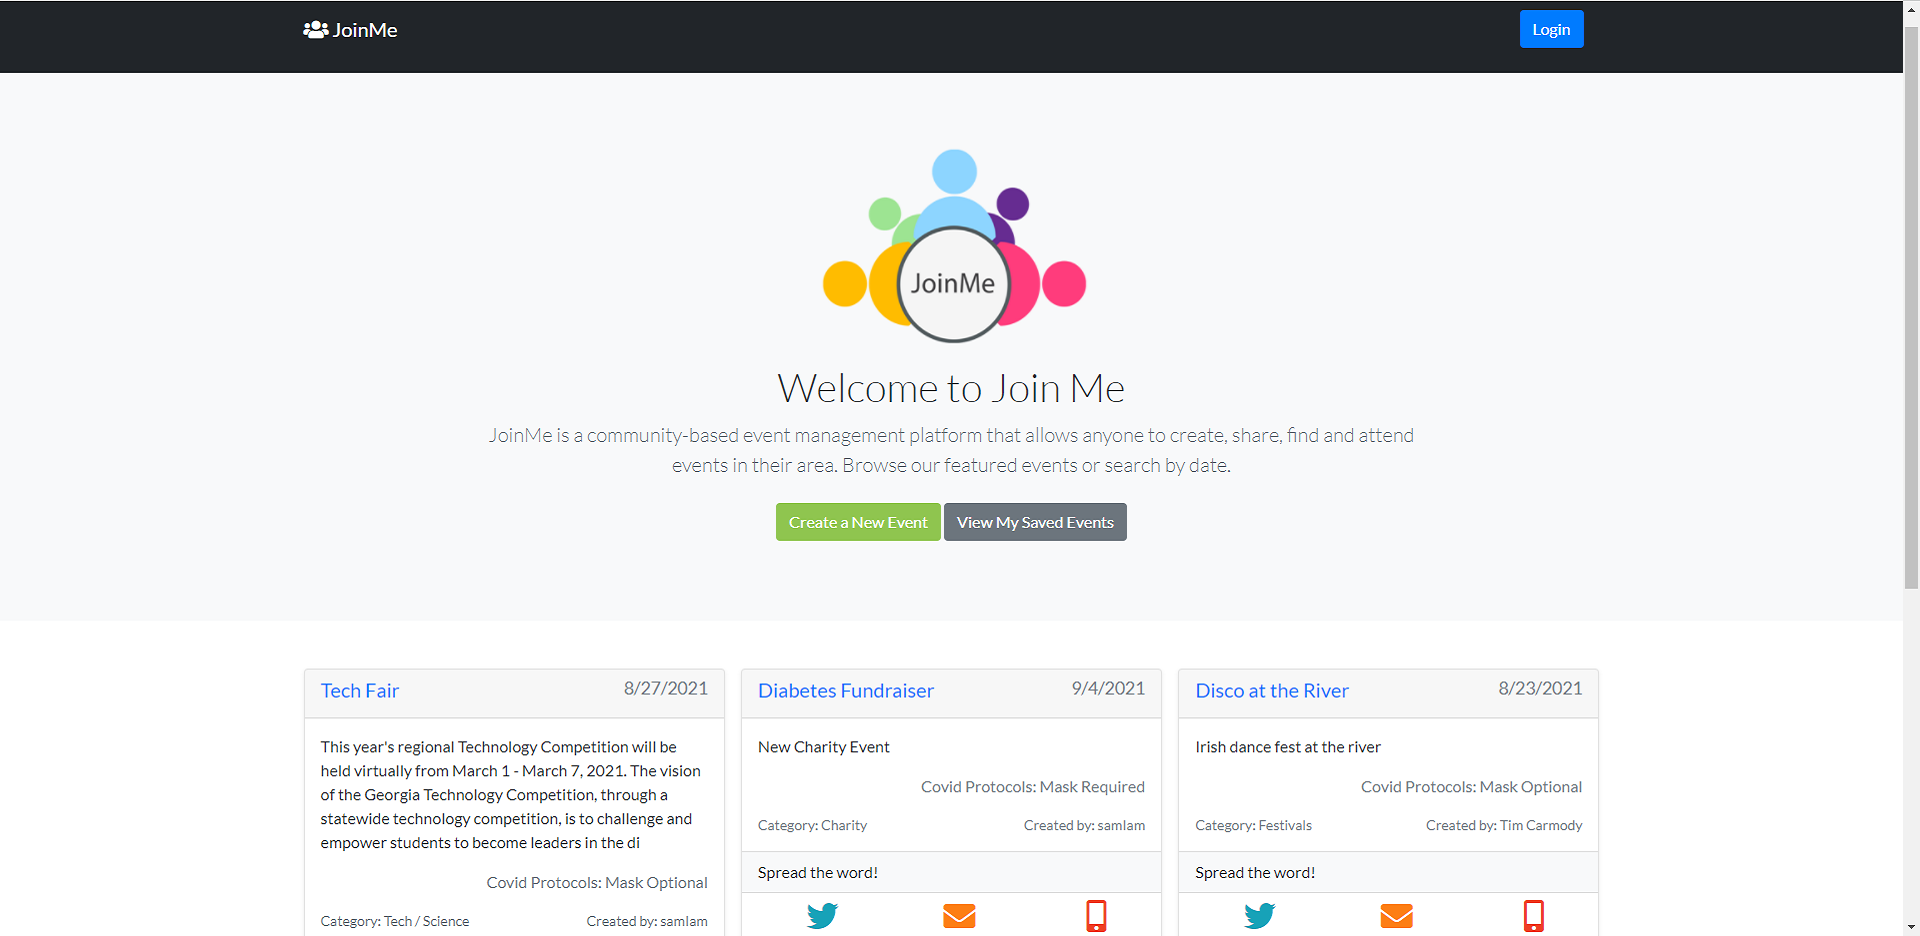 JoinMe
Login
JoinMe
Welcome to Join Me
JoinMe is a community-based event management platform that allows anyone to create, share, find and attend
events in their area. Browse our featured events or search by date.
Create a New Event
View My Saved Events
Tech Fair
8/27/2021
This year's regional Technology Competition will be
held virtually from March 1 - March 7, 2021. The vision
of the Georgia Technology Competition, through a
statewide technology competition, is to challenge and
empower students to become leaders in the di
Covid Protocols: Mask Optional
Category: Tech / Science
Created by: samlam
Diabetes Fundraiser
9/4/2021
New Charity Event
Covid Protocols: Mask Required
Category: Charity
Created by: samlam
Spread the word!
Disco at the River
8/23/2021
Irish dance fest at the river
Covid Protocols: Mask Optional
Category: Festivals
Created by: Tim Carmody
Spread the word!